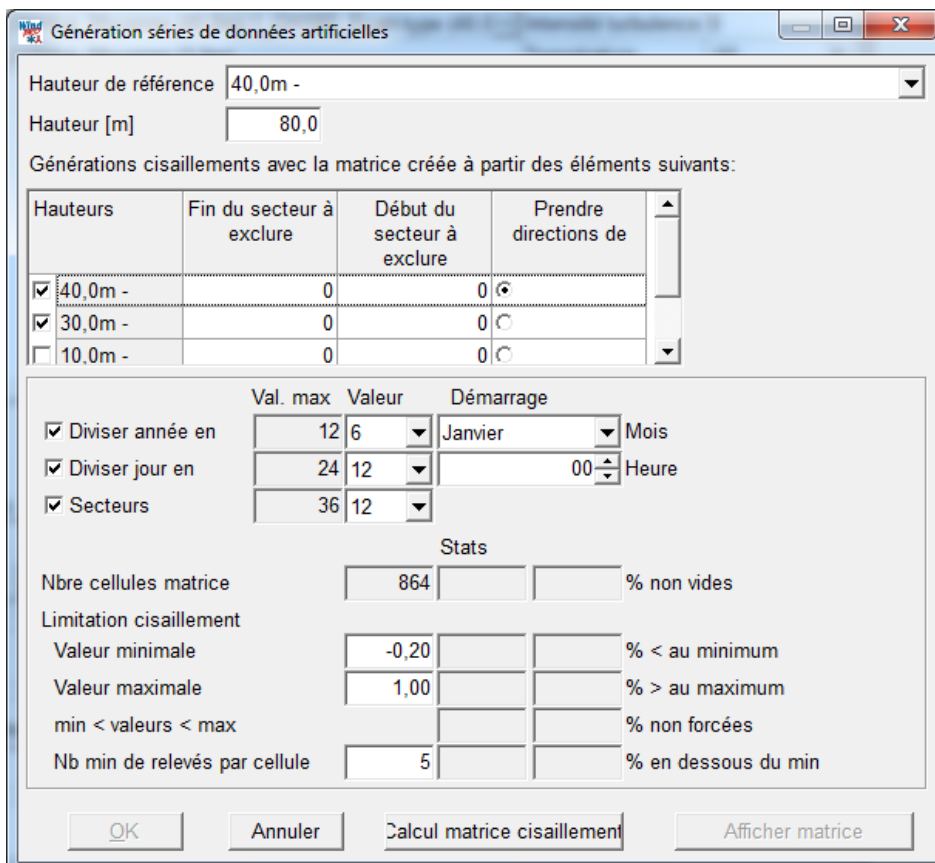 Wind
Génération séries de données artificielles
Hauteur de référence 40,0m -
Hauteur [m] 80,0
Générations cisaillements avec la matrice créée à partir des éléments suivants:
Hauteurs Fin du secteur à exclure Début du secteur à exclure Prendre directions de
40,0m - 0 0
30,0m - 0 0
10,0m - 0 0
Val. max Valeur Démarrage
Diviser année en 12 6 Janvier Mois
Diviser jour en 24 12 00 Heure
Secteurs 36 12
Stats
Nbre cellules matrice 864 % non vides
Limitation cisaillement
Valeur minimale -0,20 % < au minimum
Valeur maximale 1,00 % > au maximum
min < valeurs < max % non forcées
Nb min de relevés par cellule 5 % en dessous du min
OK Annuler Calcul matrice cisaillement Afficher matrice